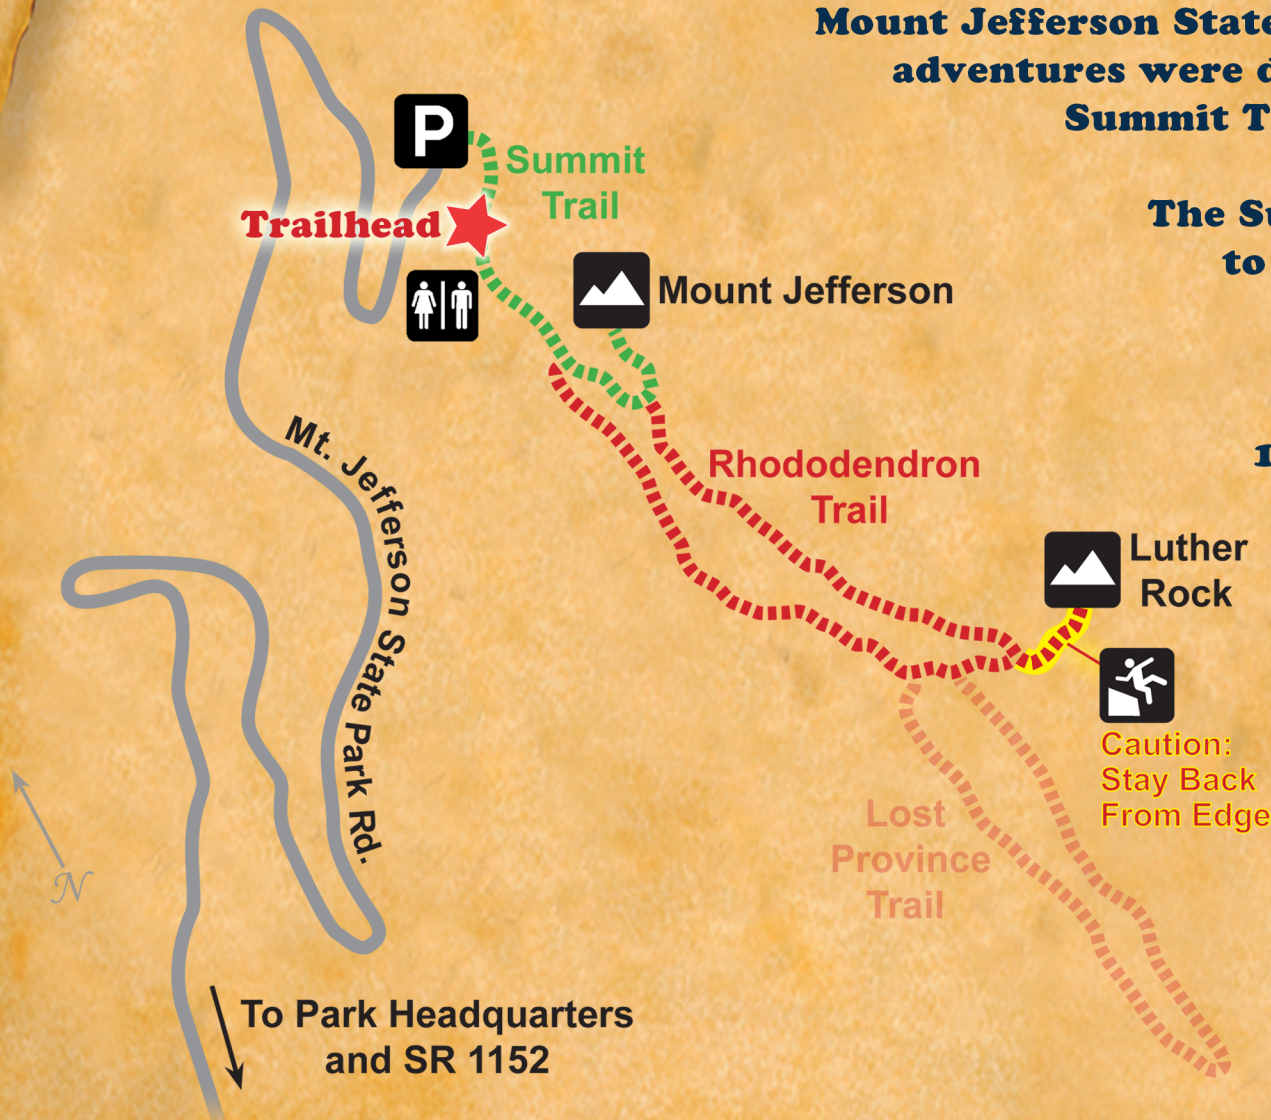 Mount Jefferson State
adventures were
Summit
The
to
P
Summit
Trail
Trailhead
Mount Jefferson
Mt. Jefferson State Park Rd.
Rhododendron
Trail
Luther
Rock
Caution:
Stay Back
From Edge
Lost
Province
Trail
N
To Park Headquarters
and SR 1152